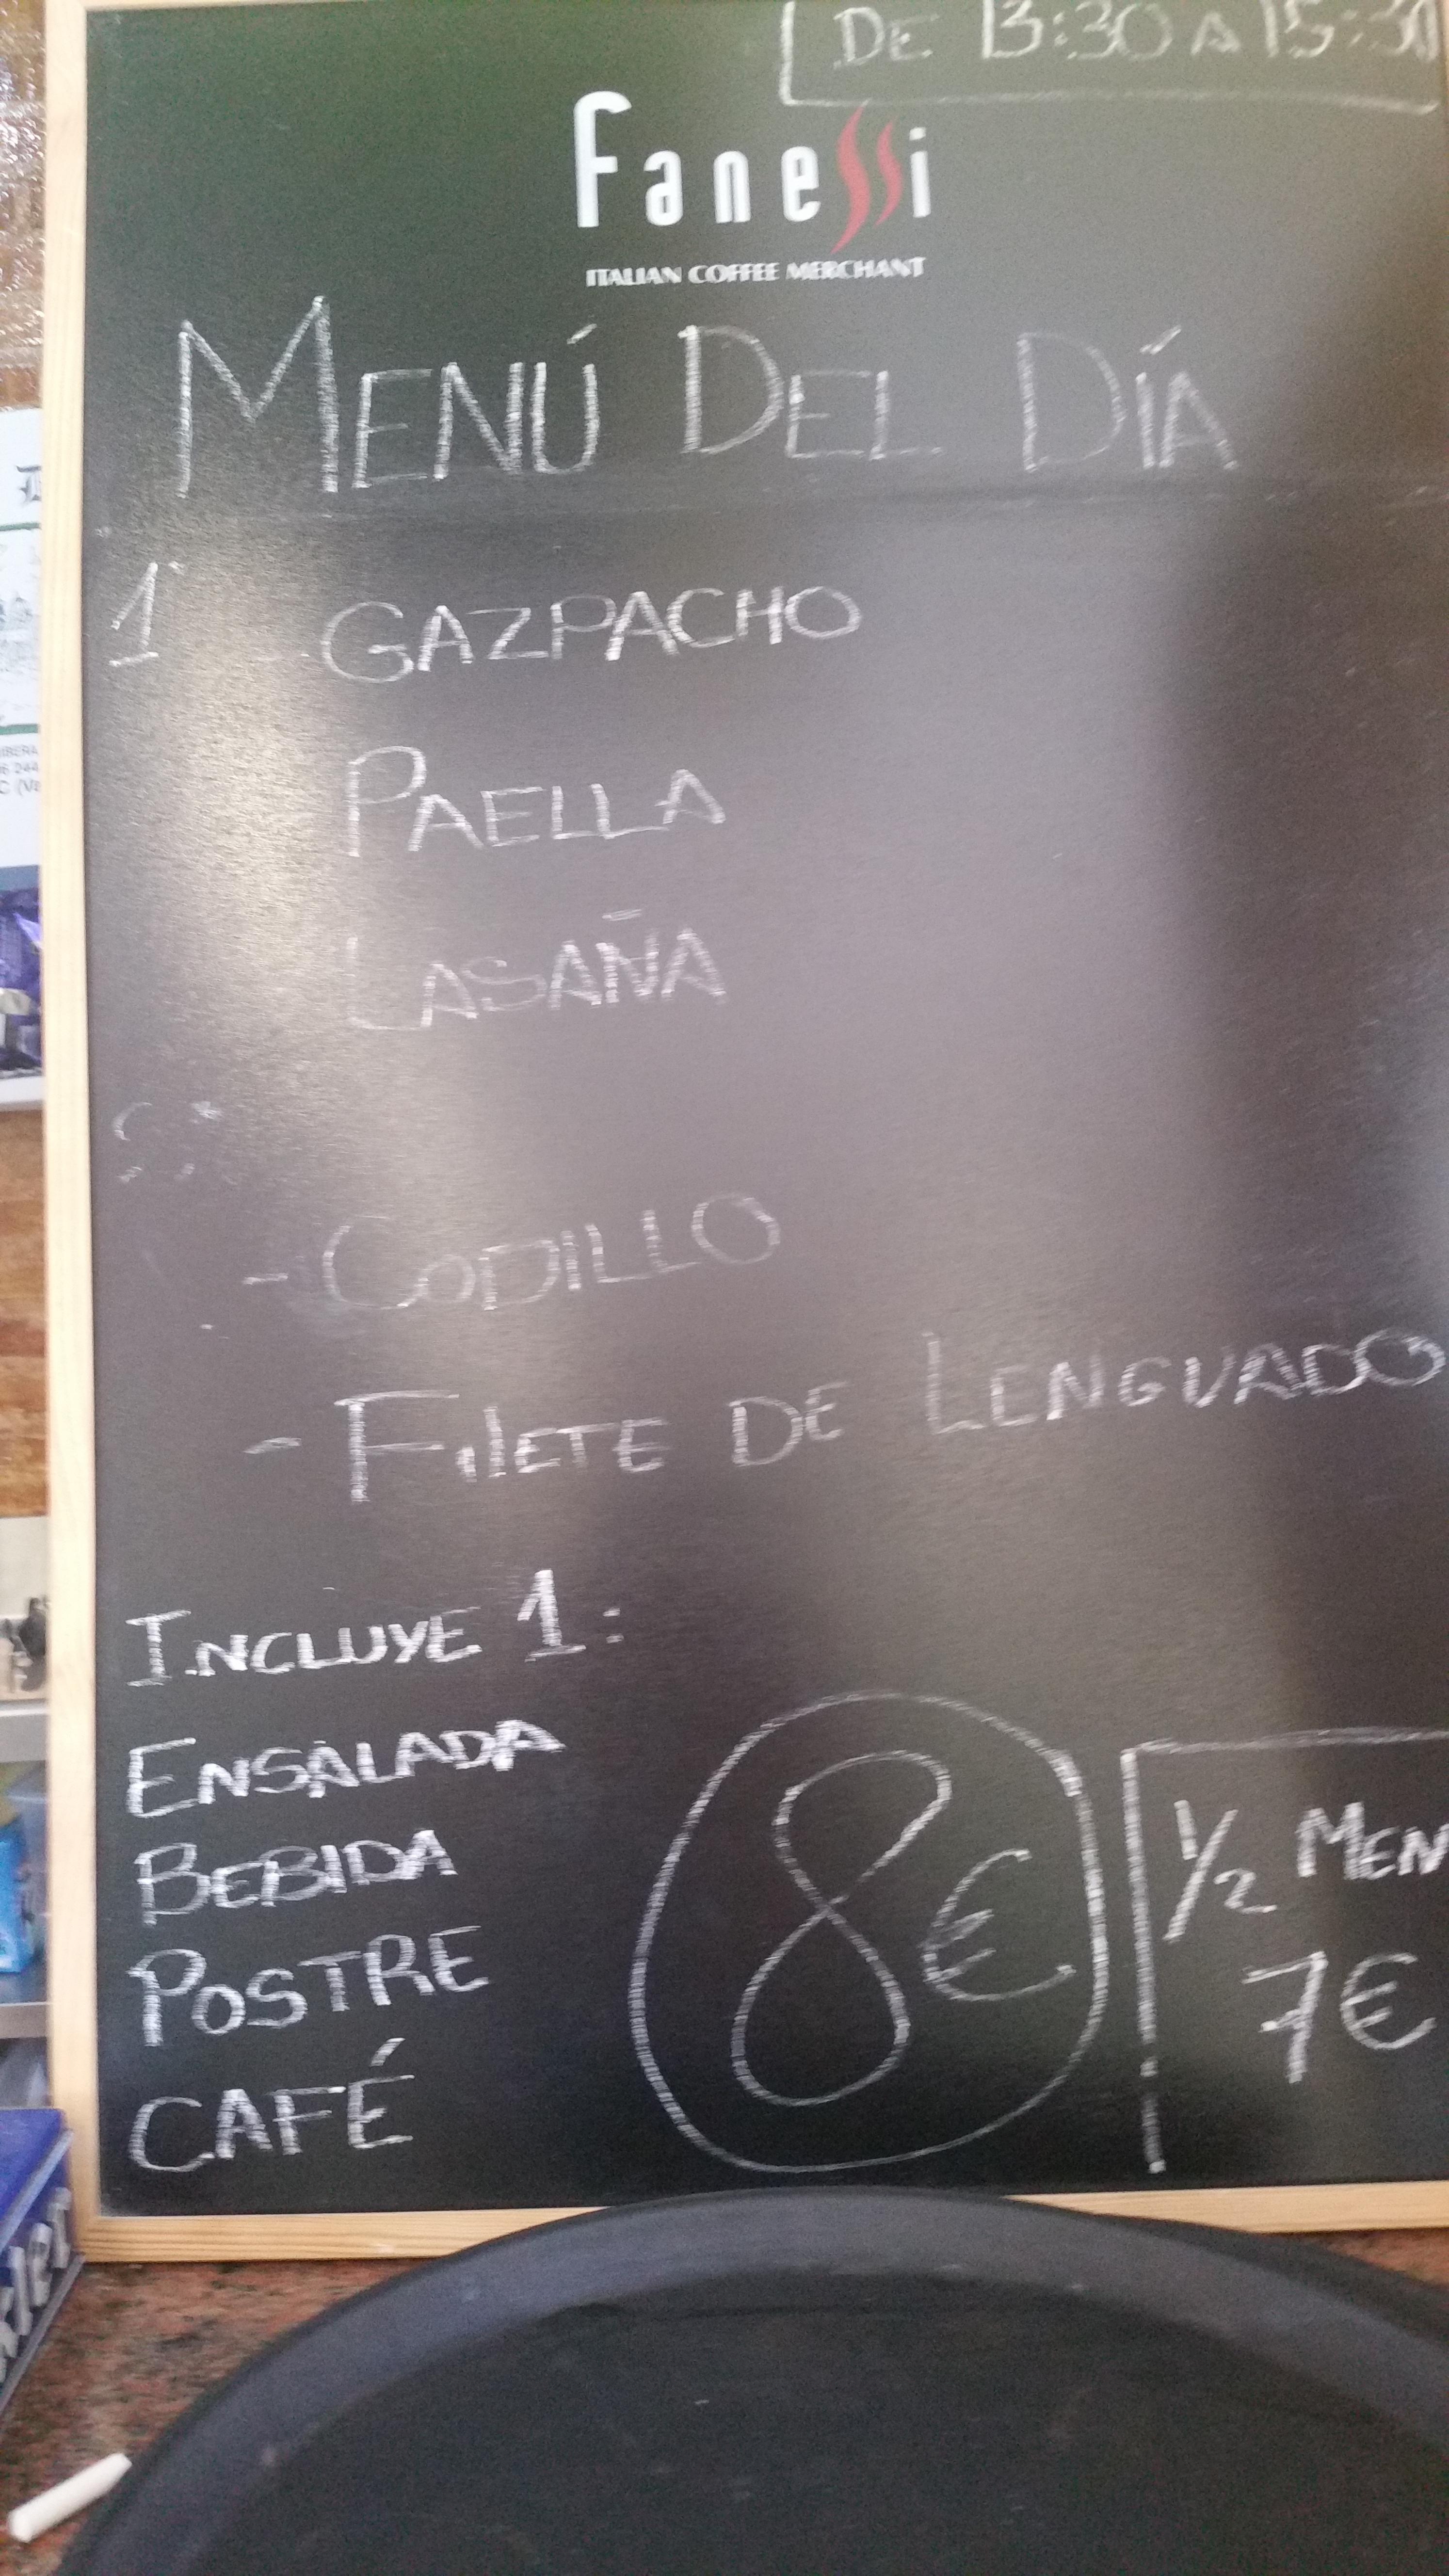 DE 13:30 A 15:30
Fanessi
ITALIAN COFFEE MERCHANT
MENÚ DEL DÍA
1º GAZPACHO
PAELLA
LASAÑA
- CODILLO
- FILETE DE LENGUADO
INCLUYE 1:
ENSALADA
BEBIDA
POSTRE
CAFÉ
8€
1/2 MEN
7€